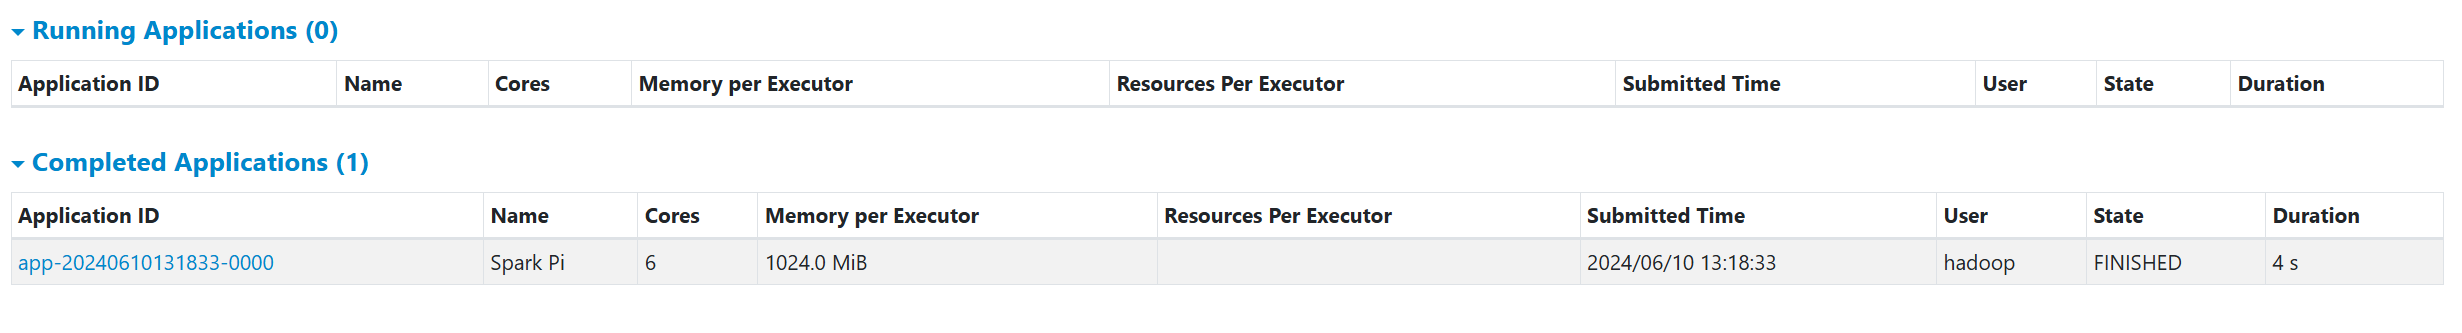 Running Applications (0)
Application ID Name Cores Memory per Executor Resources Per Executor Submitted Time User State Duration
Completed Applications (1)
Application ID Name Cores Memory per Executor Resources Per Executor Submitted Time User State Duration
app-20240610131833-0000 Spark Pi 6 1024.0 MiB 2024/06/10 13:18:33 hadoop FINISHED 4 s